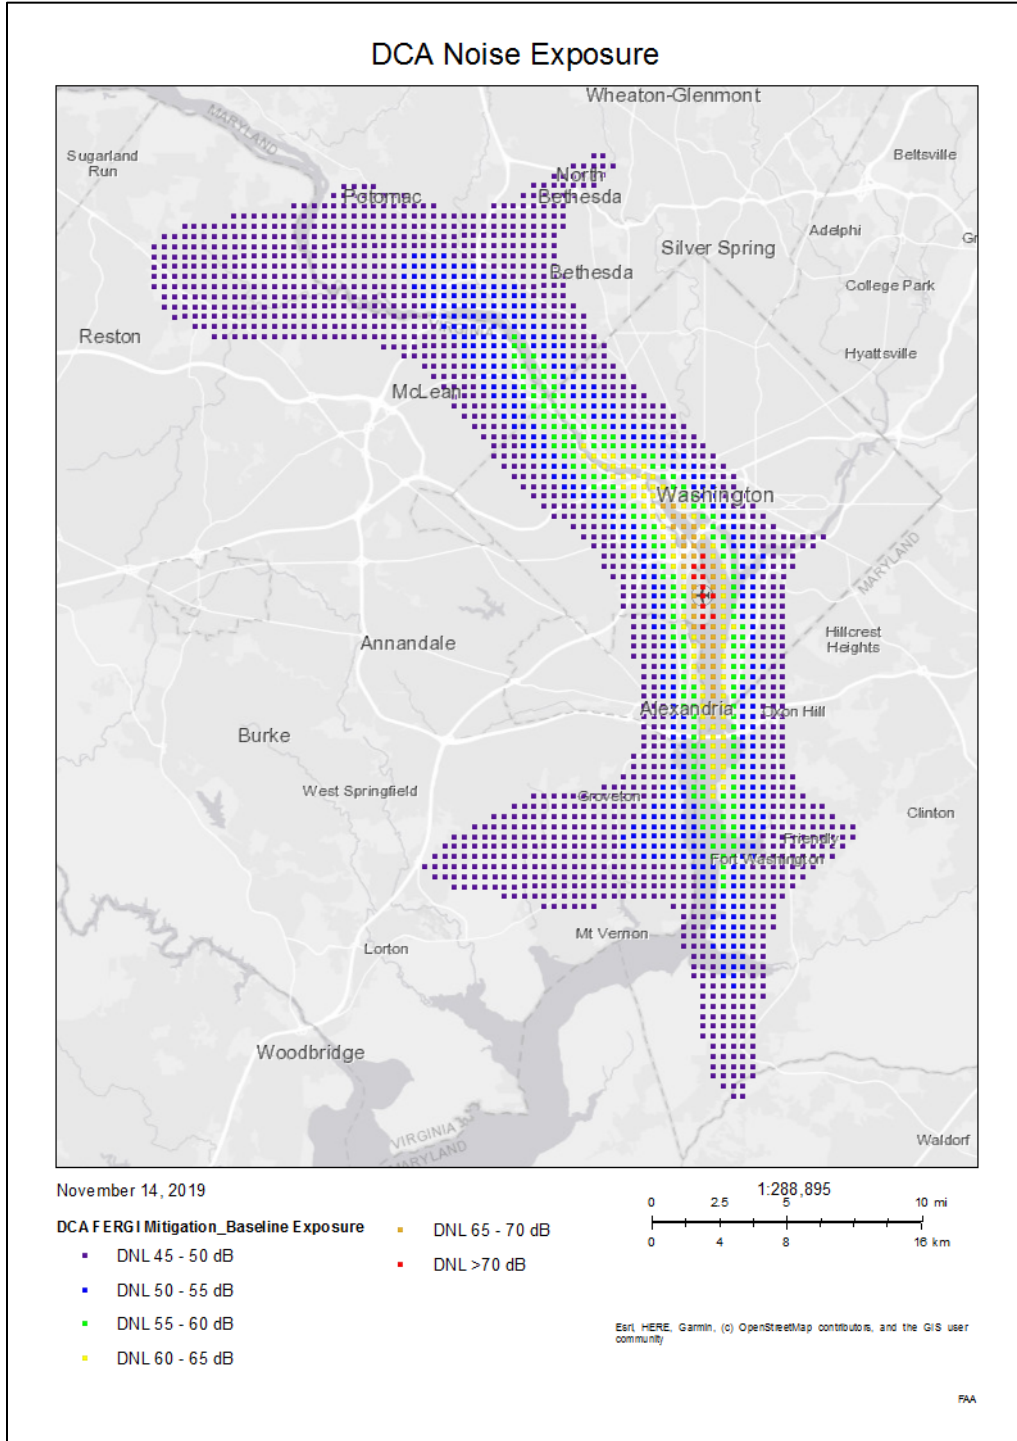 DCA Noise Exposure
Wheaton-Glenmont
MARYLAND
Sugarland
Run
Beltsville
North
Bethesda
Potomac
Adelphi
Silver Spring
Gr
Bethesda
College Park
Reston
Hyattsville
McLean
Washington
MARYLAND
Annandale
Hillcrest
Heights
Alexandria
Oxon Hill
Burke
West Springfield
Groveton
Clinton
Friendly
Fort Washington
Mt Vernon
Lorton
Woodbridge
VIRGINIA
MARYLAND
Waldorf
November 14, 2019
1:288,895
0 2.5 5 10 mi
0 4 8 16 km
DCA FERGI Mitigation_Baseline Exposure
DNL 45 - 50 dB
DNL 50 - 55 dB
DNL 55 - 60 dB
DNL 60 - 65 dB
DNL 65 - 70 dB
DNL >70 dB
Esri, HERE, Garmin, (c) OpenStreetMap contributors, and the GIS user
community
FAA